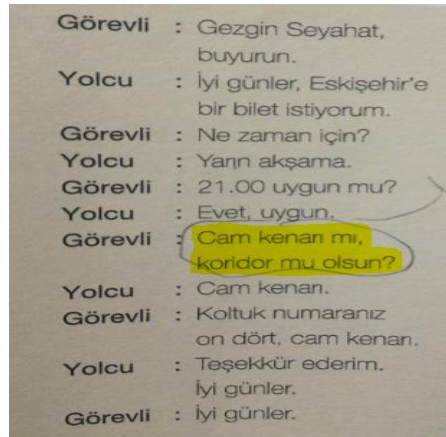 Görevli : Gezgin Seyahat,
buyurun.
Yolcu : İyi günler, Eskişehir'e
bir bilet istiyorum.
Görevli : Ne zaman için?
Yolcu : Yarın akşama.
Görevli : 21.00 uygun mu?
Yolcu : Evet, uygun.
Görevli : Cam kenarı mı,
koridor mu olsun?
Yolcu : Cam kenarı.
Görevli : Koltuk numaranız
on dört, cam kenarı.
Yolcu : Teşekkür ederim.
İyi günler.
Görevli : İyi günler.